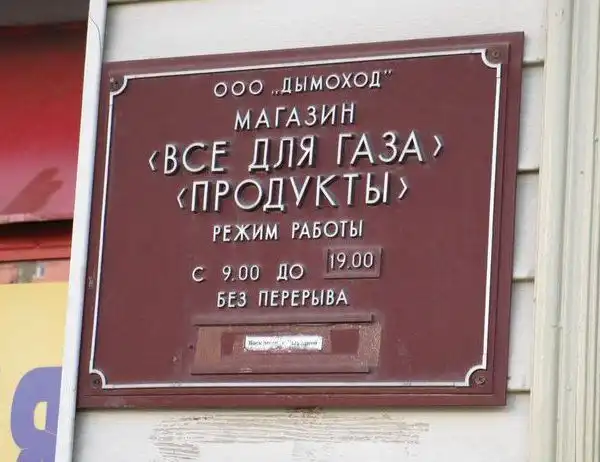 ООО „ДЫМОХОД"
МАГАЗИН
‹ВСЕ ДЛЯ ГАЗА›
‹ПРОДУКТЫ›
РЕЖИМ РАБОТЫ
С 9.00 ДО 19.00
БЕЗ ПЕРЕРЫВА
Я